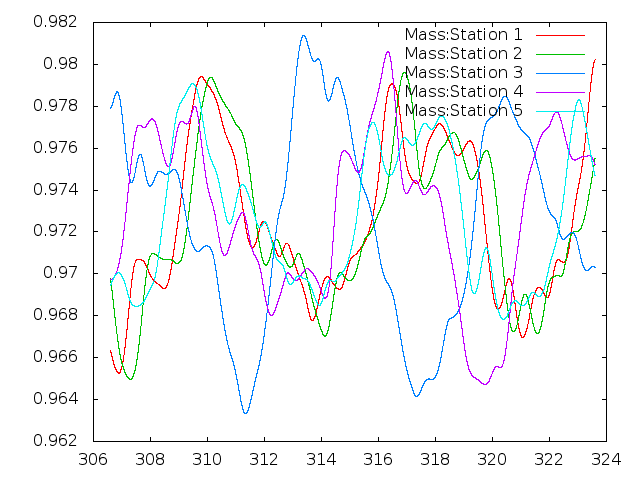 0.982
0.98
0.978
0.976
0.974
0.972
0.97
0.968
0.966
0.964
0.962
306 308 310 312 314 316 318 320 322 324
Mass:Station 1
Mass:Station 2
Mass:Station 3
Mass:Station 4
Mass:Station 5